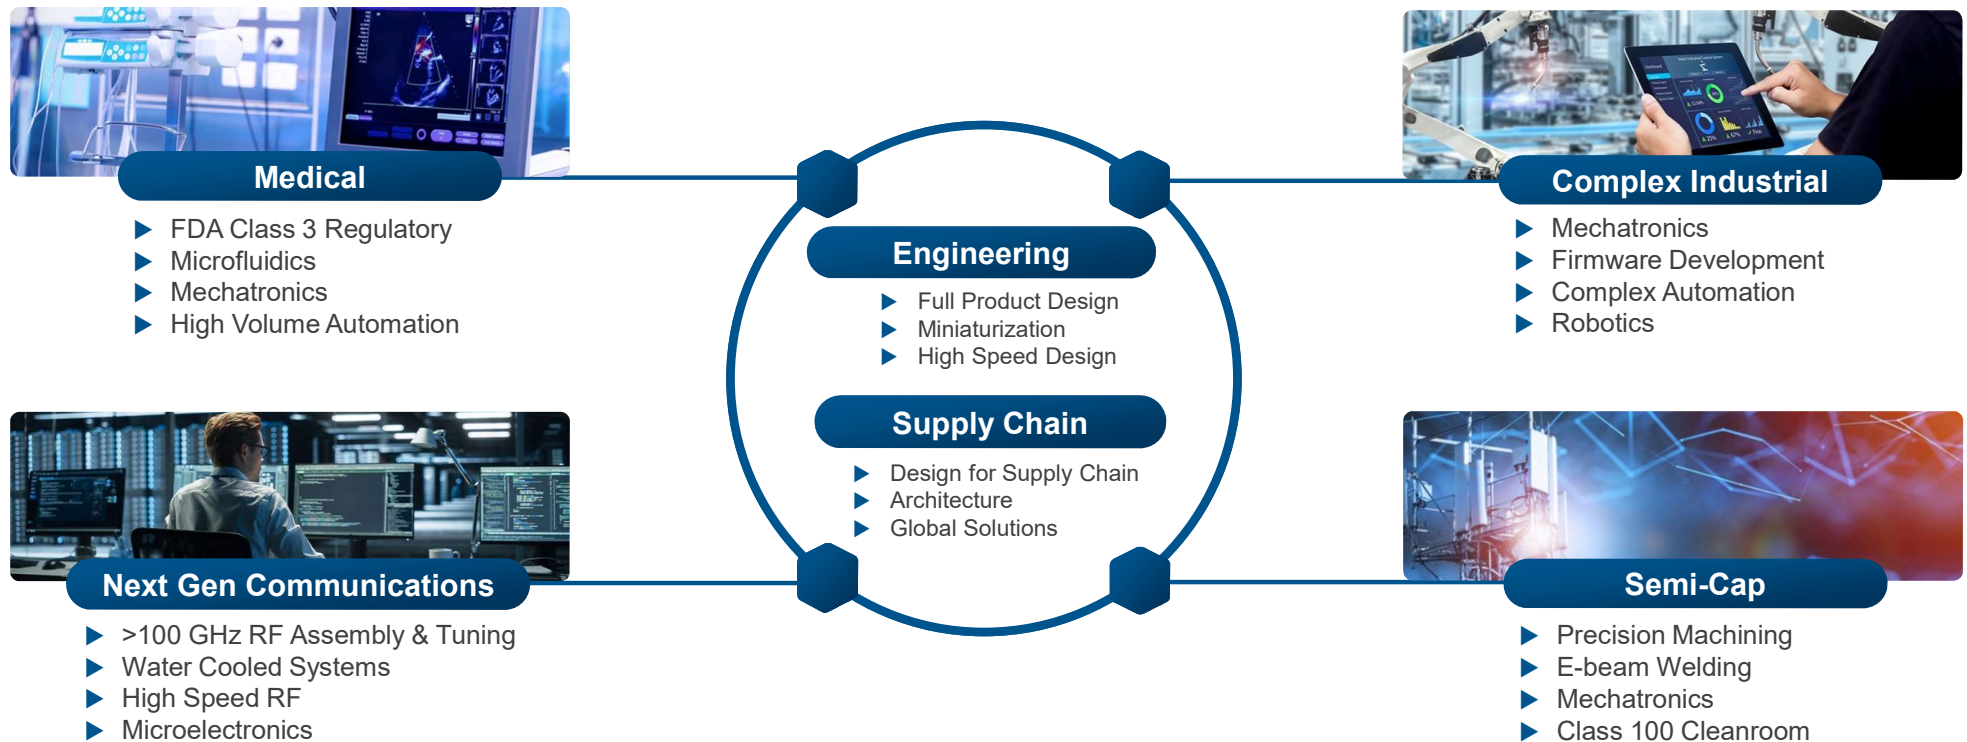 Medical
FDA Class 3 Regulatory
Microfluidics
Mechatronics
High Volume Automation
Complex Industrial
Mechatronics
Firmware Development
Complex Automation
Robotics
Engineering
Full Product Design
Miniaturization
High Speed Design
Supply Chain
Design for Supply Chain
Architecture
Global Solutions
Next Gen Communications
>100 GHz RF Assembly & Tuning
Water Cooled Systems
High Speed RF
Microelectronics
Semi-Cap
Precision Machining
E-beam Welding
Mechatronics
Class 100 Cleanroom